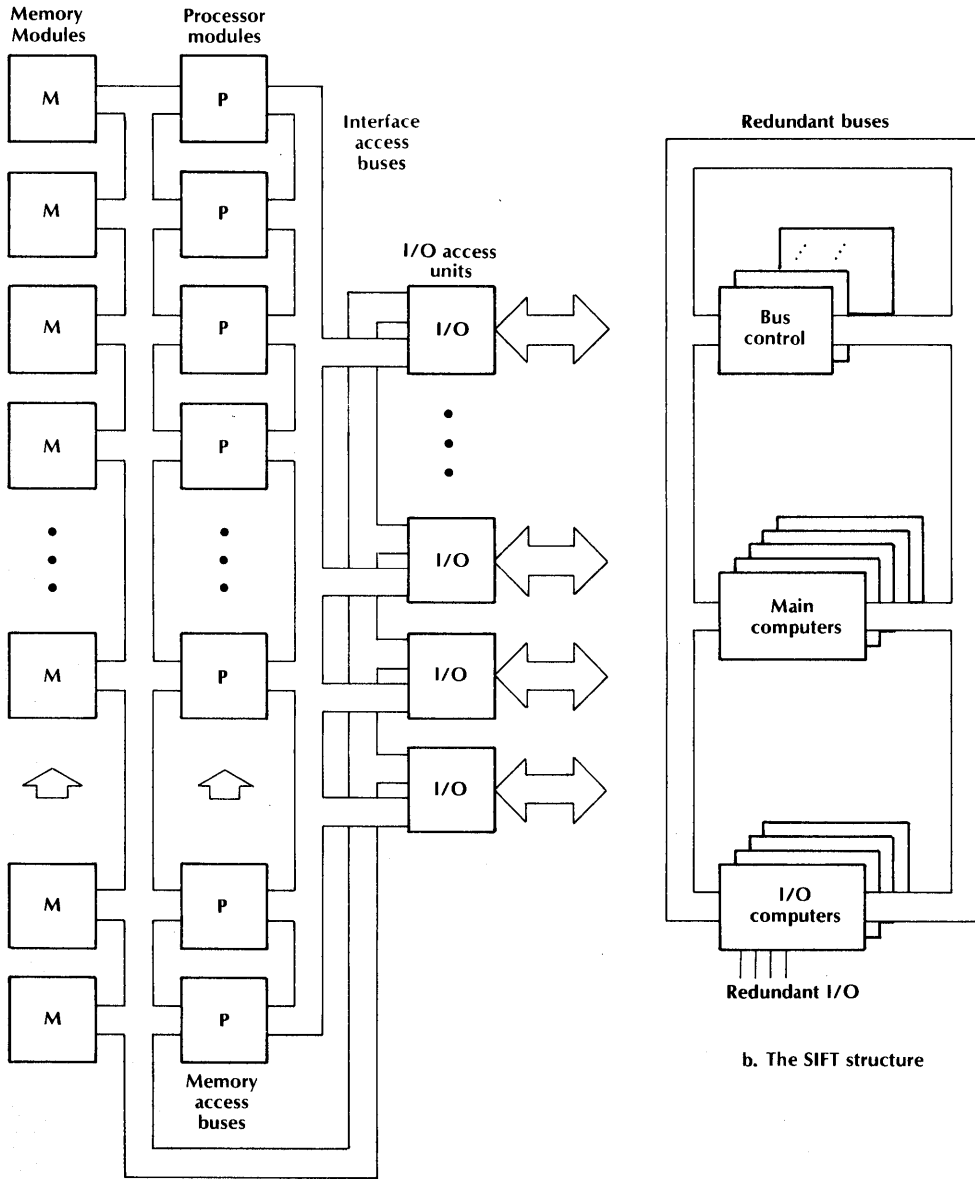 Memory
Modules
Processor
modules
M
P
Interface
access
buses
M
P
I/O access
units
M
P
I/O
M
P
I/O
M
P
I/O
I/O
M
P
M
P
Memory
access
buses
Redundant buses
Bus
control
Main
computers
I/O
computers
Redundant I/O
b. The SIFT structure